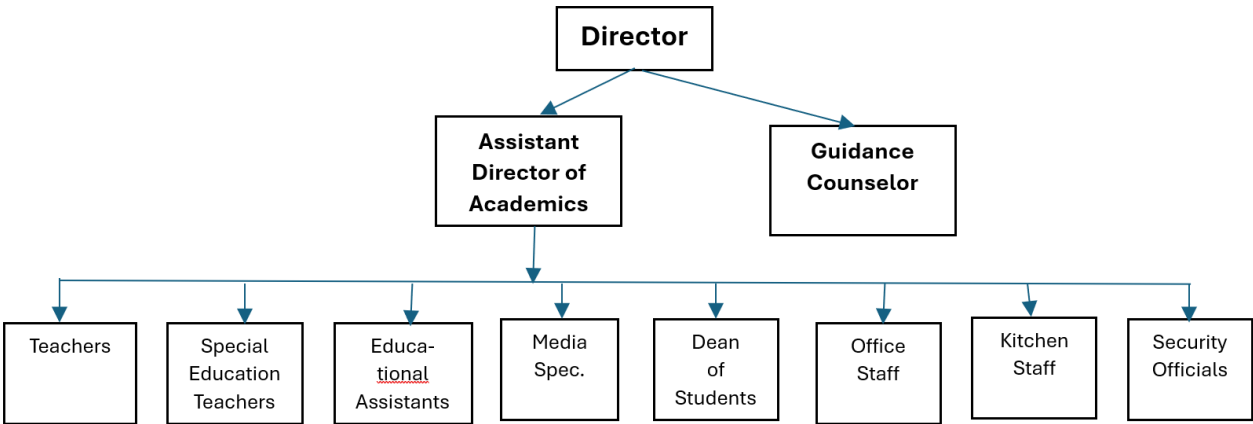 Director
Assistant
Director of
Academics
Guidance
Counselor
Teachers
Special
Education
Teachers
Educa-
tional
Assistants
Media
Spec.
Dean
of
Students
Office
Staff
Kitchen
Staff
Security
Officials